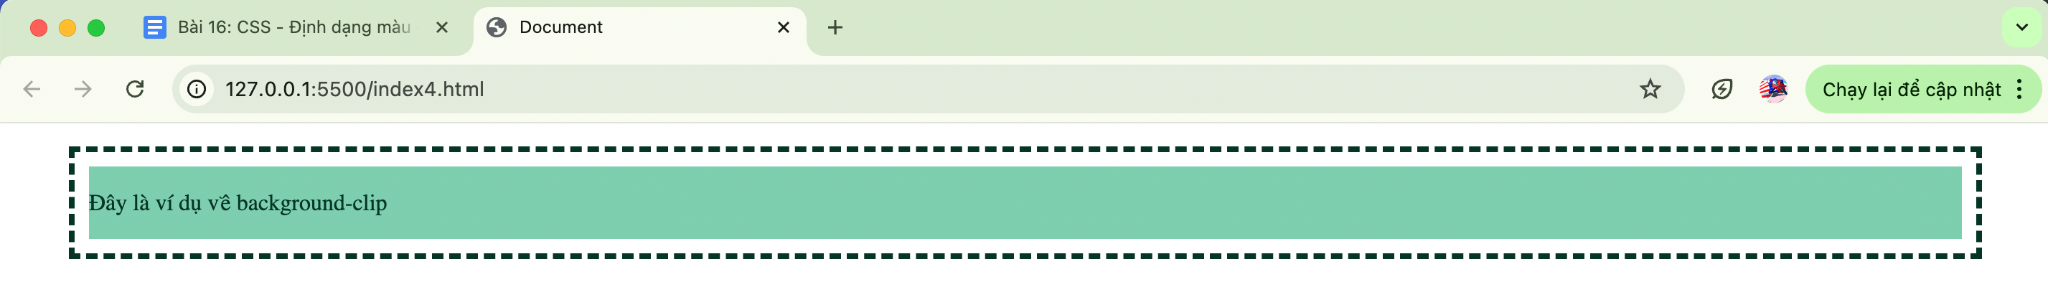 Bài 16: CSS - Định dạng màu
Document
127.0.0.1:5500/index4.html
Chạy lại để cập nhật
Đây là ví dụ về background-clip